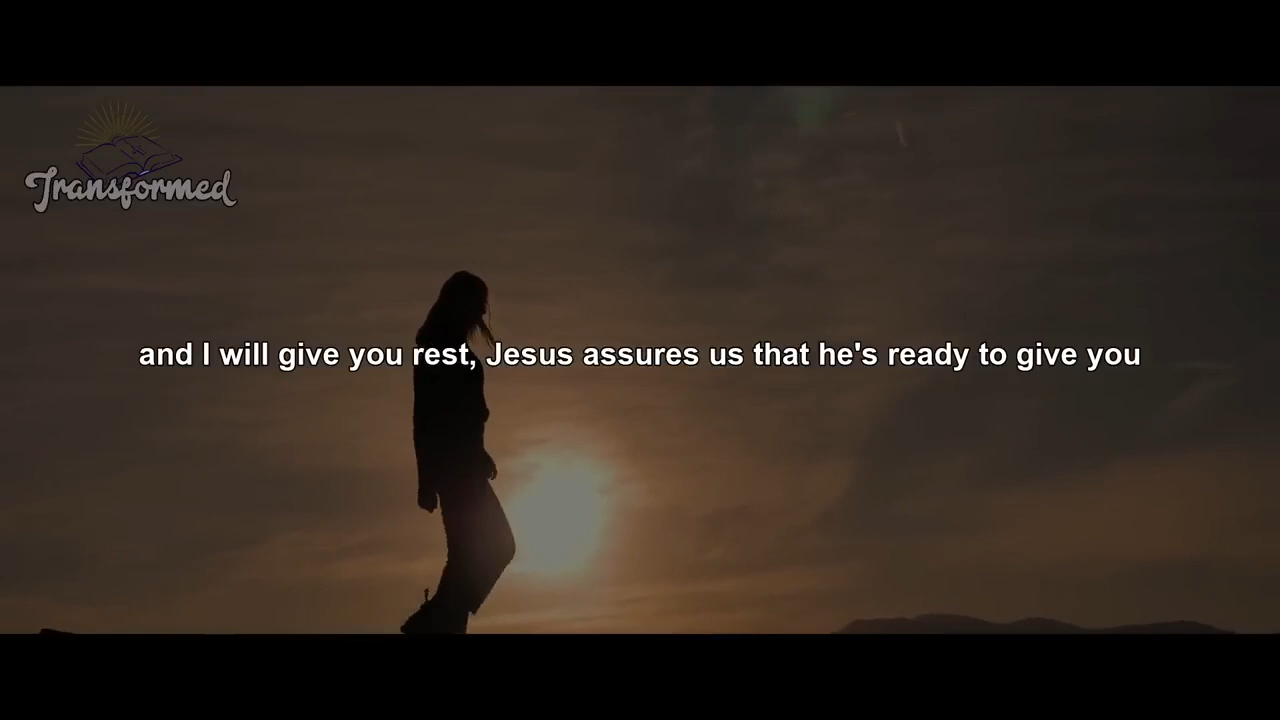 Transformed
and I will give you rest, Jesus assures us that he's ready to give you